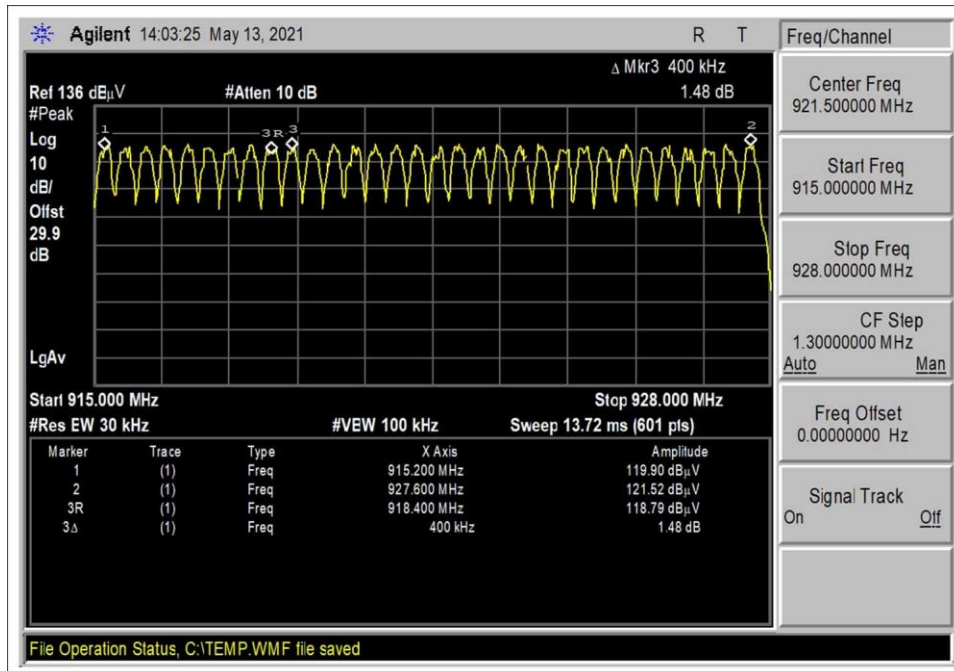 Agilent 14:03:25 May 13, 2021 R T
Freq/Channel
Δ Mkr3 400 kHz
Ref 136 dBμV #Atten 10 dB 1.48 dB
#Peak
Log
10
dB/
Offst
29.9
dB
LgAv
1
3R
3
2
Start 915.000 MHz Stop 928.000 MHz
#Res EW 30 kHz #VEW 100 kHz Sweep 13.72 ms (601 pts)
Marker Trace Type X Axis Amplitude
1 (1) Freq 915.200 MHz 119.90 dBμV
2 (1) Freq 927.600 MHz 121.52 dBμV
3R (1) Freq 918.400 MHz 118.79 dBμV
3Δ (1) Freq 400 kHz 1.48 dB
Center Freq
921.500000 MHz
Start Freq
915.000000 MHz
Stop Freq
928.000000 MHz
CF Step
1.30000000 MHz
Auto Man
Freq Offset
0.00000000 Hz
Signal Track
On Off
File Operation Status, C:\TEMP.WMF file saved